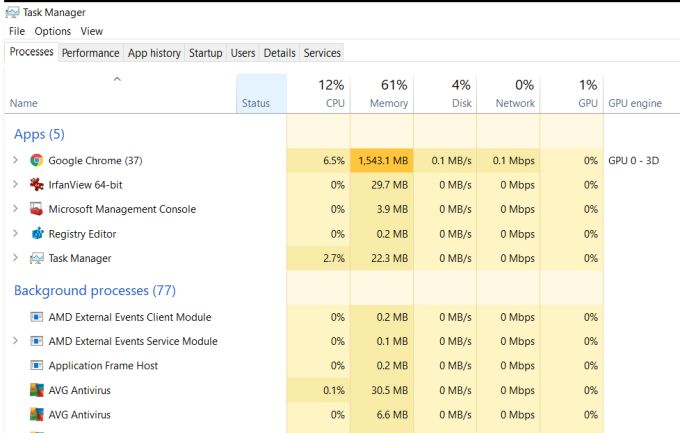 Task Manager
File Options View
Processes Performance App history Startup Users Details Services
12% 61% 4% 0% 1%
Name Status CPU Memory Disk Network GPU GPU engine
Apps (5)
Google Chrome (37) 6.5% 1,543.1 MB 0.1 MB/s 0.1 Mbps 0% GPU 0 - 3D
IrfanView 64-bit 0% 29.7 MB 0 MB/s 0 Mbps 0%
Microsoft Management Console 0% 3.9 MB 0 MB/s 0 Mbps 0%
Registry Editor 0% 0.2 MB 0 MB/s 0 Mbps 0%
Task Manager 2.7% 22.3 MB 0 MB/s 0 Mbps 0%
Background processes (77)
AMD External Events Client Module 0% 0.2 MB 0 MB/s 0 Mbps 0%
AMD External Events Service Module 0% 0.1 MB 0 MB/s 0 Mbps 0%
Application Frame Host 0% 0.2 MB 0 MB/s 0 Mbps 0%
AVG Antivirus 0.1% 30.5 MB 0 MB/s 0 Mbps 0%
AVG Antivirus 0% 6.6 MB 0 MB/s 0 Mbps 0%